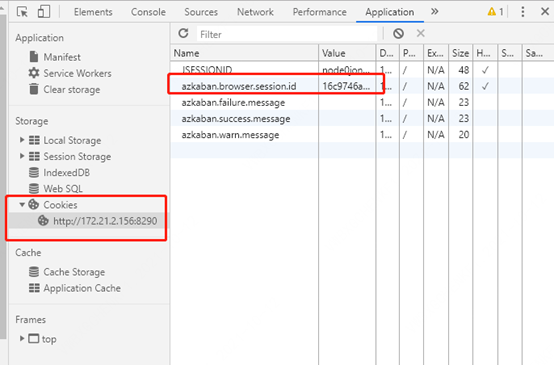 Elements Console Sources Network Performance Application » 1
Application
Manifest
Service Workers
Clear storage
Storage
Local Storage
Session Storage
IndexedDB
Web SQL
Cookies
http://172.21.2.156:8290
Cache
Cache Storage
Application Cache
Frames
top
Filter
Name Value D... P... Ex... Size H... S... Sa...
JSESSIONID node0jon... 1... / N/A 48 ✓
azkaban.browser.session.id 16c9746a... 1... / N/A 62 ✓
azkaban.failure.message 1... / N/A 23
azkaban.success.message 1... / N/A 23
azkaban.warn.message 1... / N/A 20